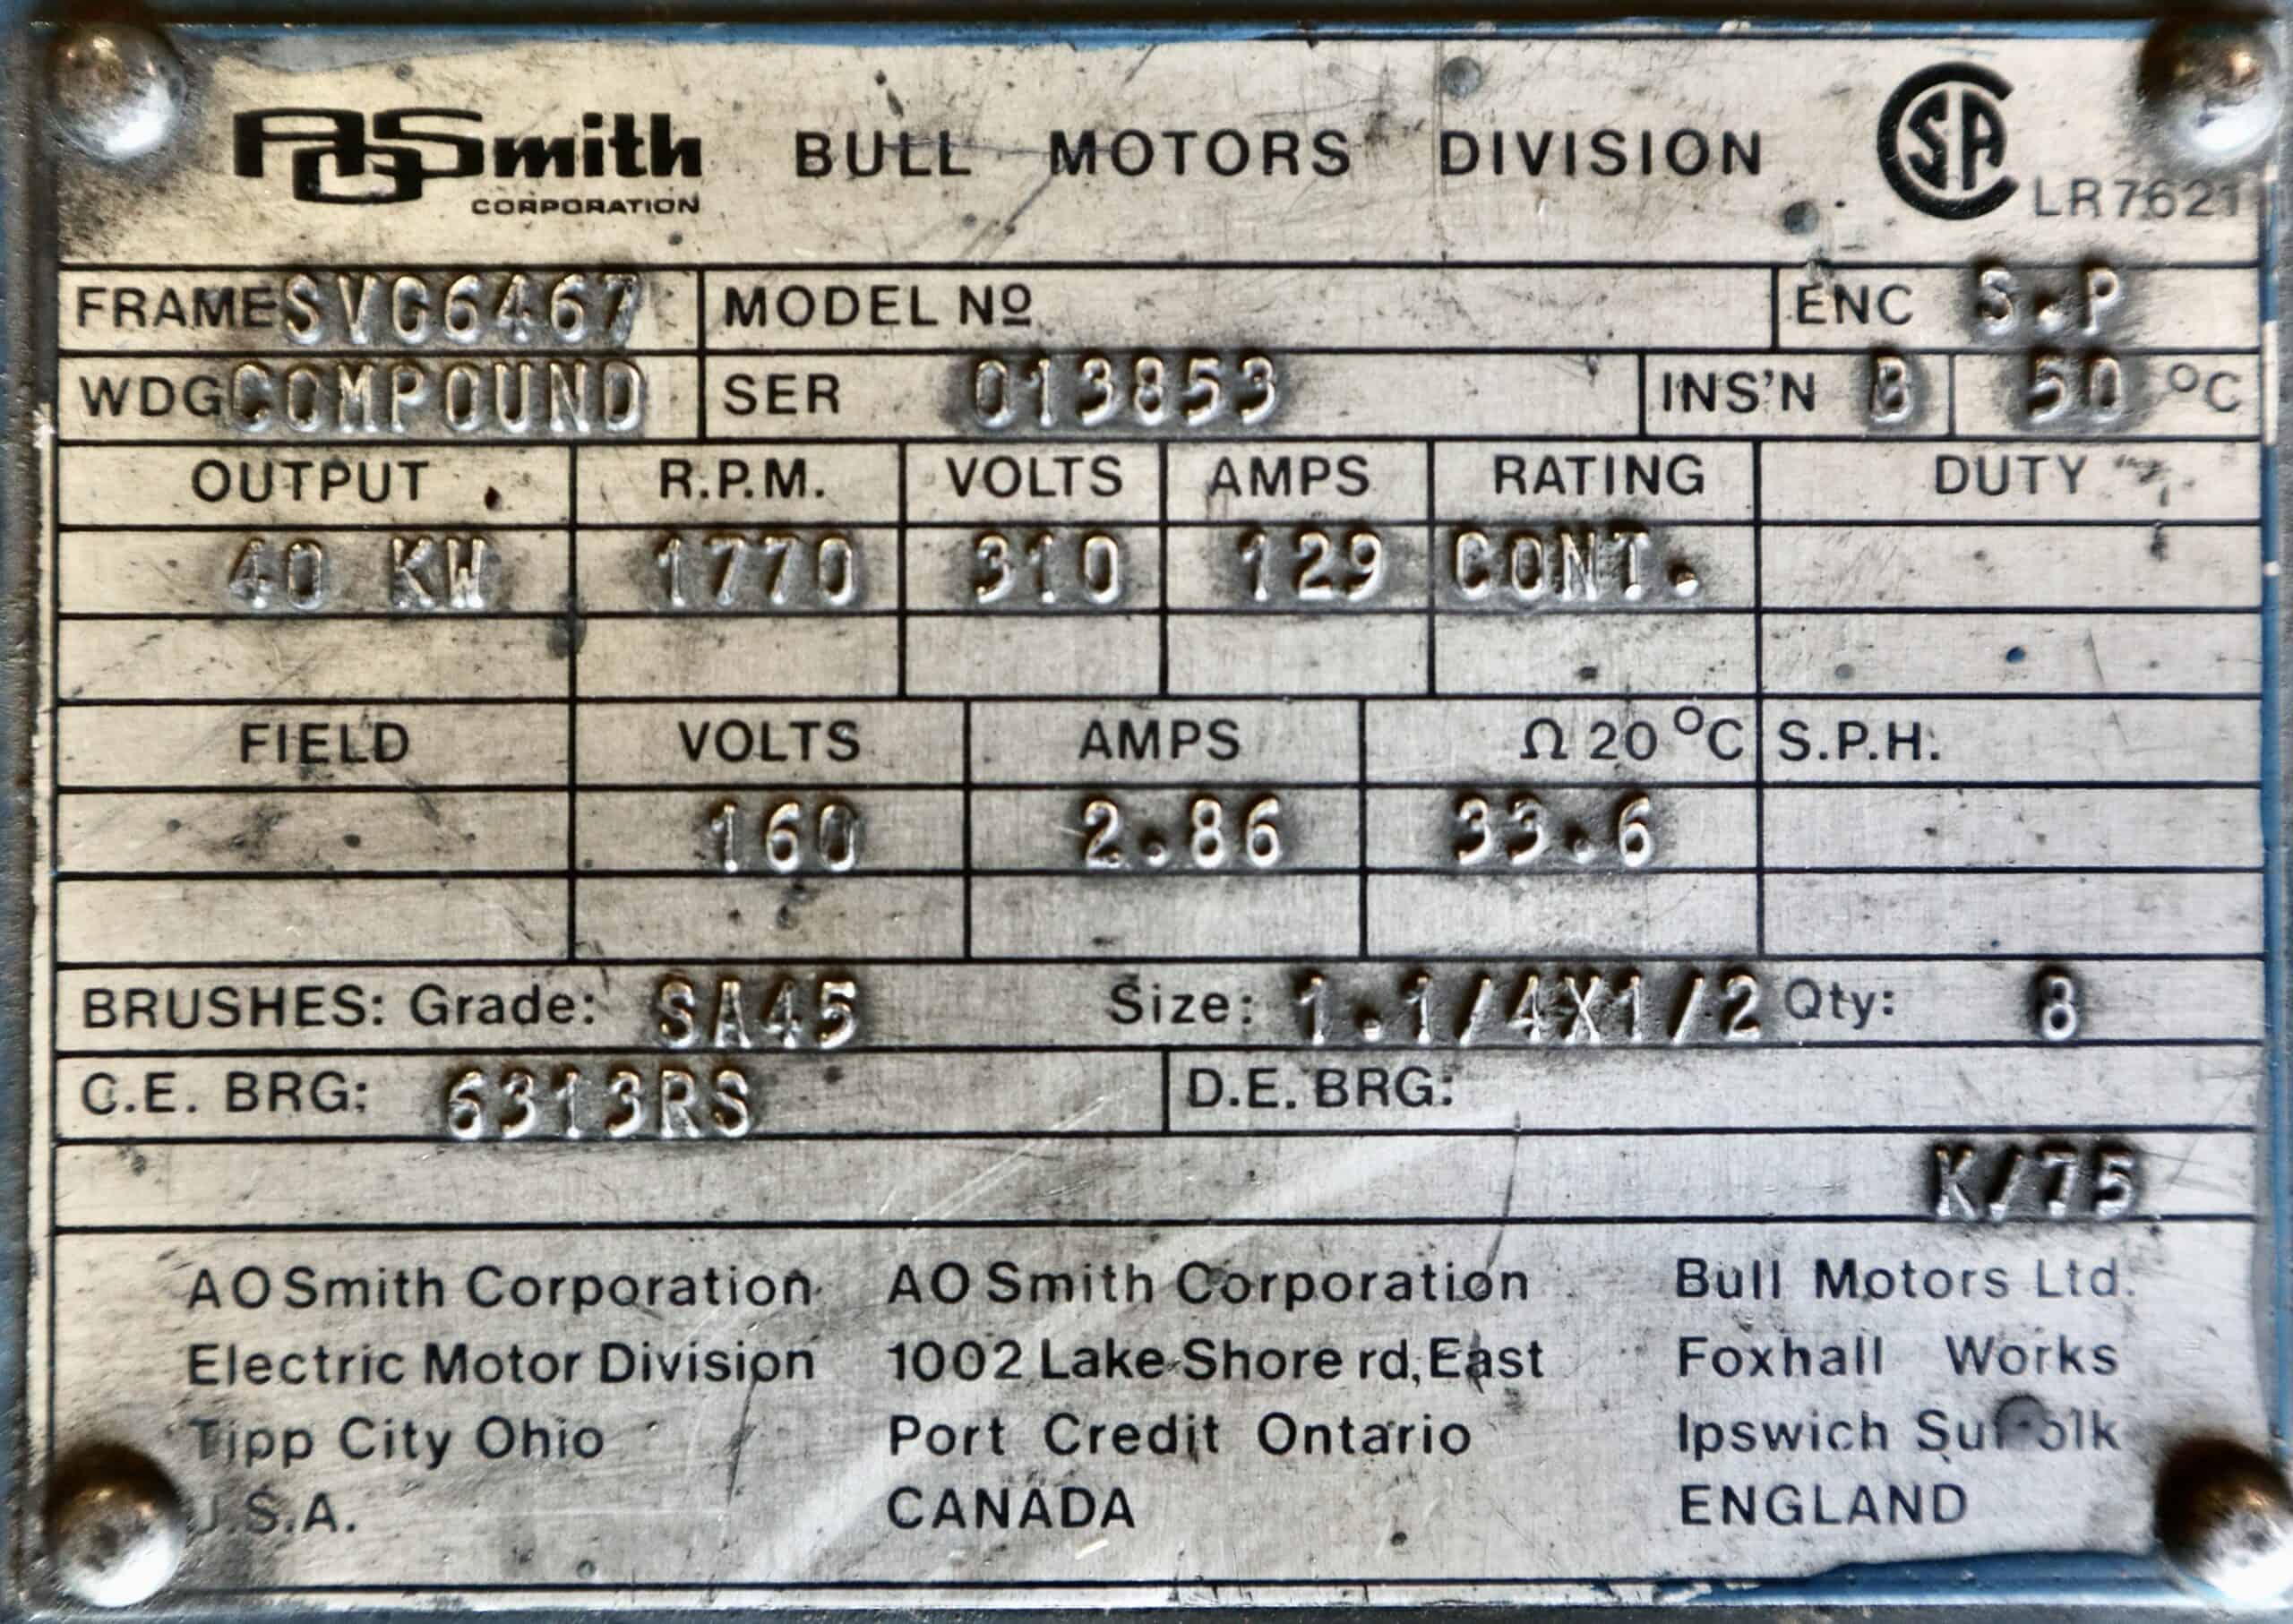 AOSmith CORPORATION BULL MOTORS DIVISION CSA LR7621
FRAME SVG6467 MODEL Nº ENC S.P
WDG COMPOUND SER 013853 INS'N B 50 °C
OUTPUT R.P.M. VOLTS AMPS RATING DUTY
40 KW 1770 310 129 CONT.
FIELD VOLTS AMPS Ω 20 °C S.P.H:
160 2.86 33.6
BRUSHES: Grade: SA45 Size: 1.1/4X1/2 Qty: 8
C.E. BRG: 6313RS D.E. BRG:
K/75
AOSmith Corporation
Electric Motor Division
Tipp City Ohio
U.S.A.
AO Smith Corporation
1002 Lake Shore rd, East
Port Credit Ontario
CANADA
Bull Motors Ltd.
Foxhall Works
Ipswich Suffolk
ENGLAND